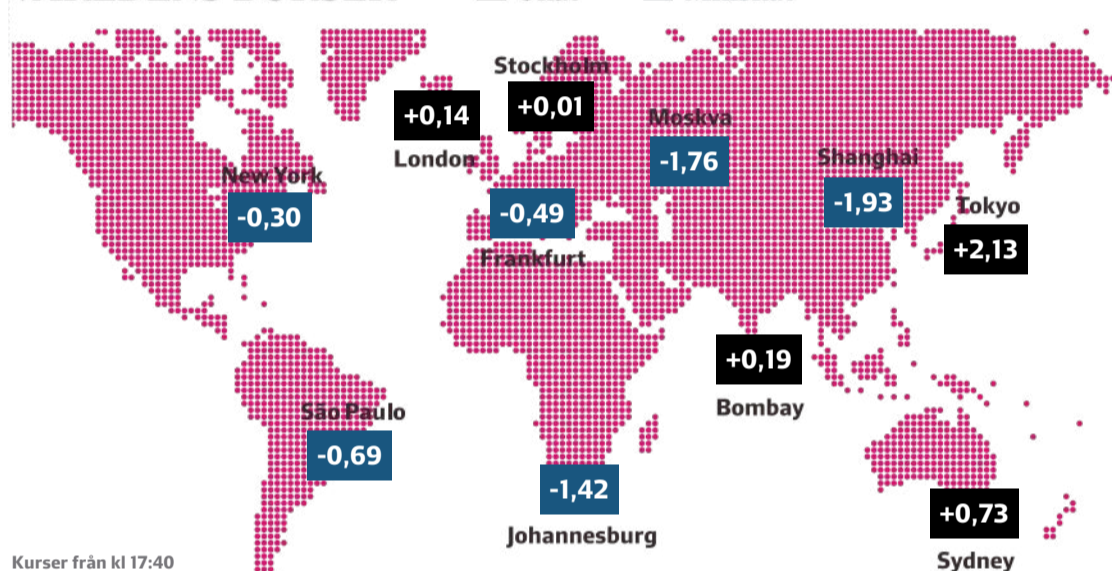 Stockholm
+0,01
+0,14
London
Moskva
-1,76
Shanghai
-1,93
New York
-0,30
-0,49
Frankfurt
Tokyo
+2,13
+0,19
Bombay
São Paulo
-0,69
-1,42
Johannesburg
+0,73
Sydney
Kurser från kl 17:40